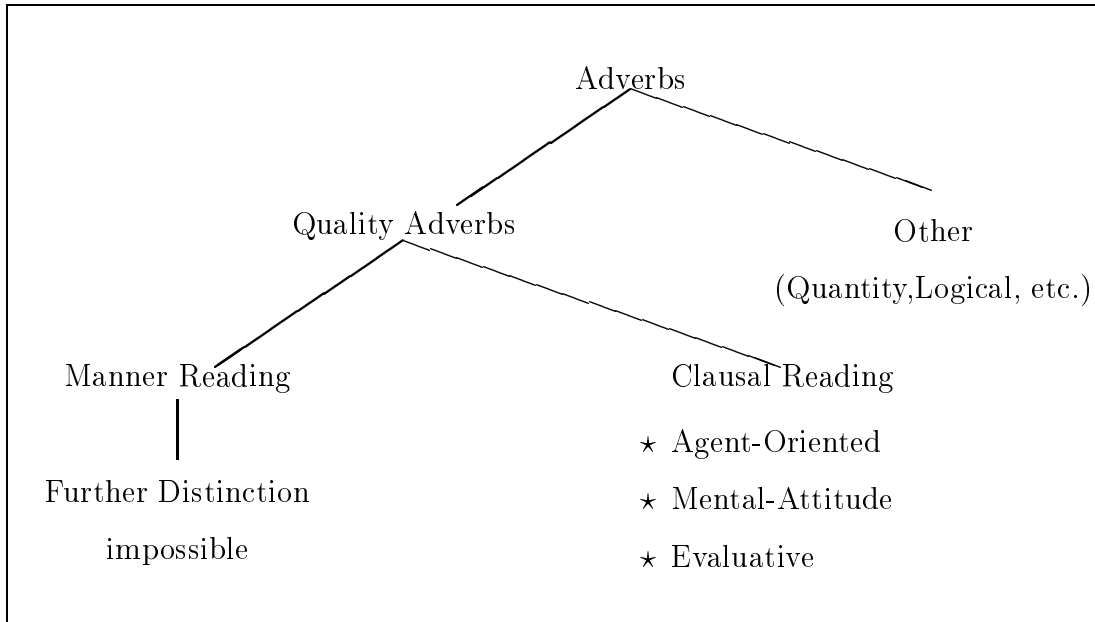 Adverbs
Quality Adverbs
Other
(Quantity,Logical, etc.)
Manner Reading
Clausal Reading
Further Distinction
impossible
⋆ Agent-Oriented
⋆ Mental-Attitude
⋆ Evaluative